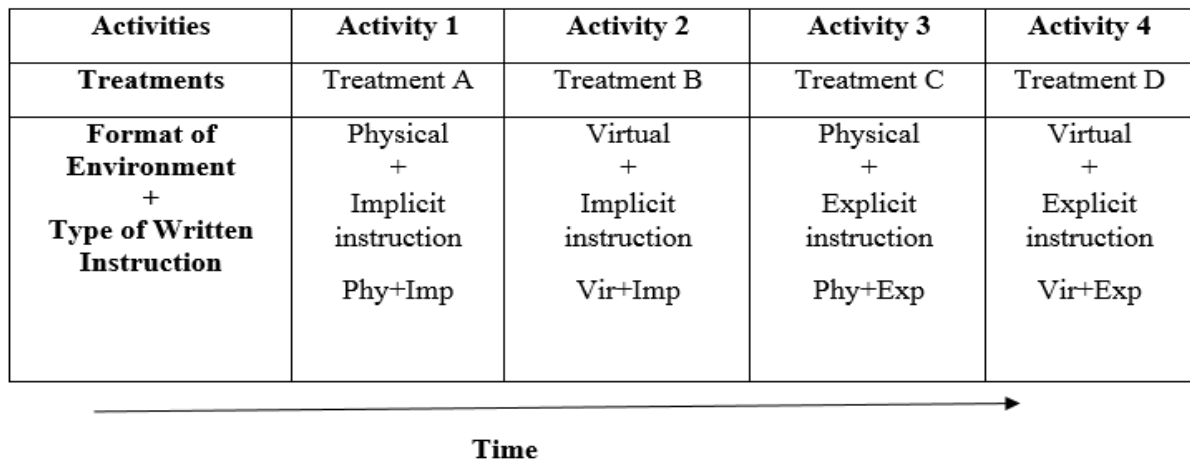 Activities Activity 1 Activity 2 Activity 3 Activity 4
Treatments Treatment A Treatment B Treatment C Treatment D
Format of
Environment
+
Type of Written
Instruction
Physical
+
Implicit
instruction
Phy+Imp
Virtual
+
Implicit
instruction
Vir+Imp
Physical
+
Explicit
instruction
Phy+Exp
Virtual
+
Explicit
instruction
Vir+Exp
Time